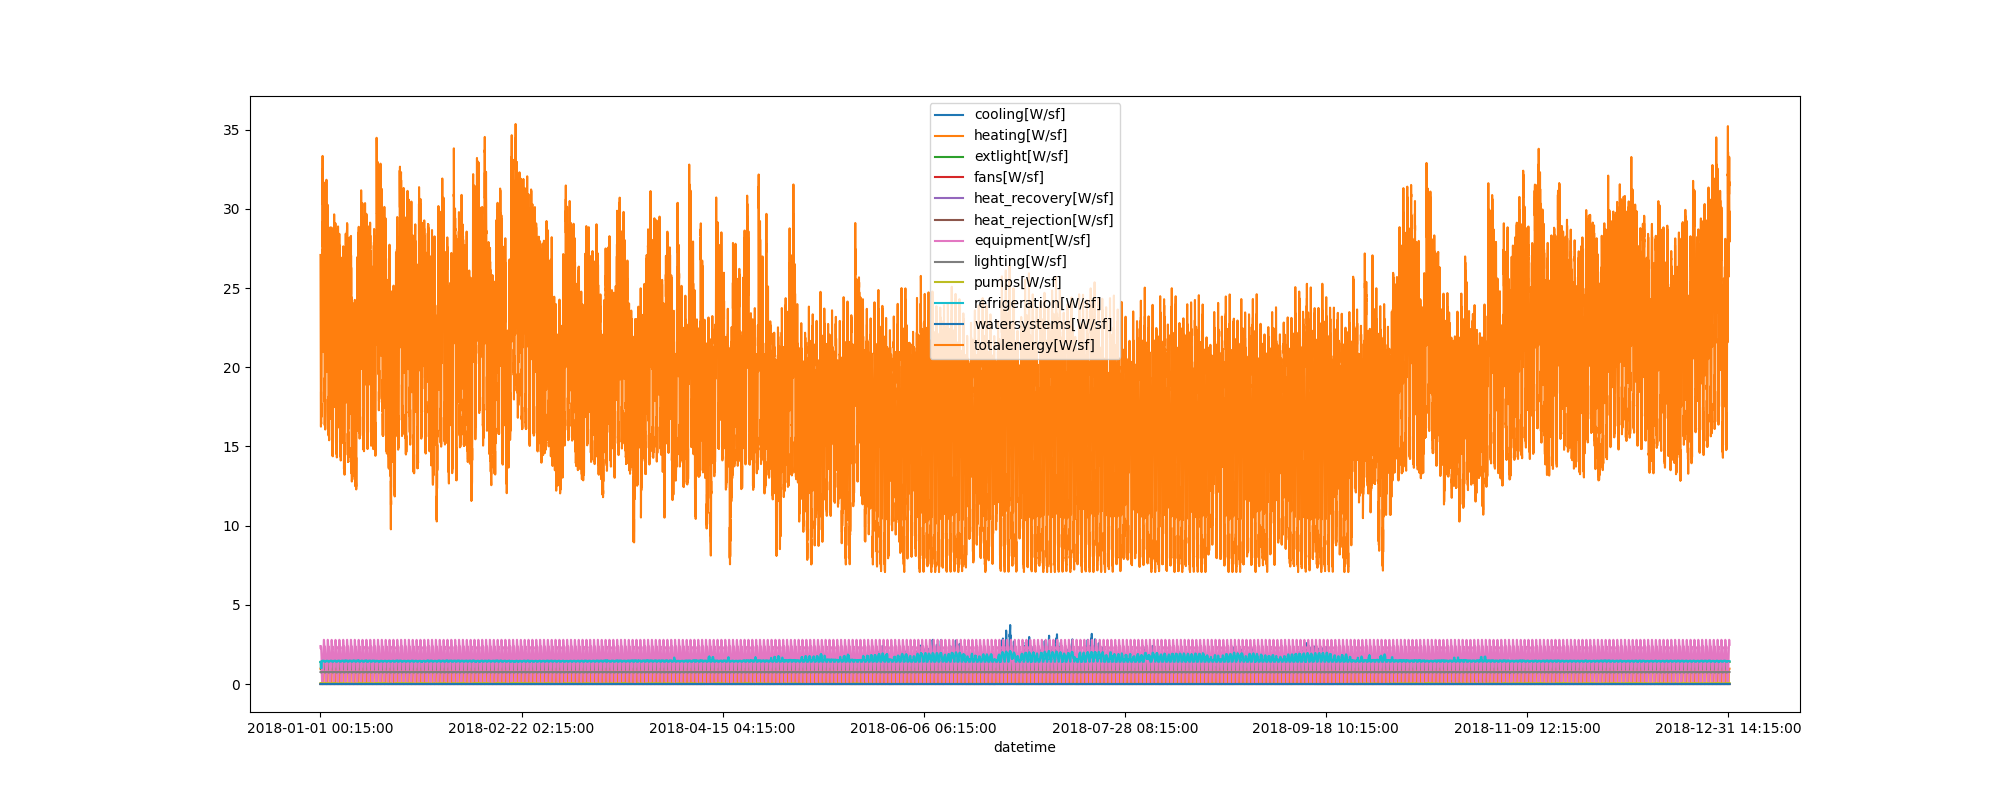 cooling[W/sf]
heating[W/sf]
extlight[W/sf]
fans[W/sf]
heat_recovery[W/sf]
heat_rejection[W/sf]
equipment[W/sf]
lighting[W/sf]
pumps[W/sf]
refrigeration[W/sf]
watersystems[W/sf]
totalenergy[W/sf]
35
30
25
20
15
10
5
0
2018-01-01 00:15:00
2018-02-22 02:15:00
2018-04-15 04:15:00
2018-06-06 06:15:00
2018-07-28 08:15:00
2018-09-18 10:15:00
2018-11-09 12:15:00
2018-12-31 14:15:00
datetime